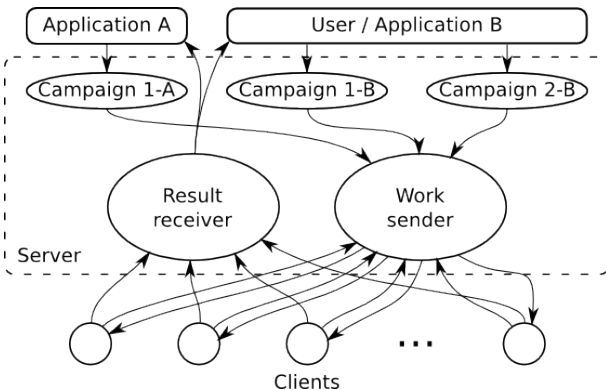 Application A
User / Application B
Campaign 1-A
Campaign 1-B
Campaign 2-B
Result
receiver
Work
sender
Server
...
Clients